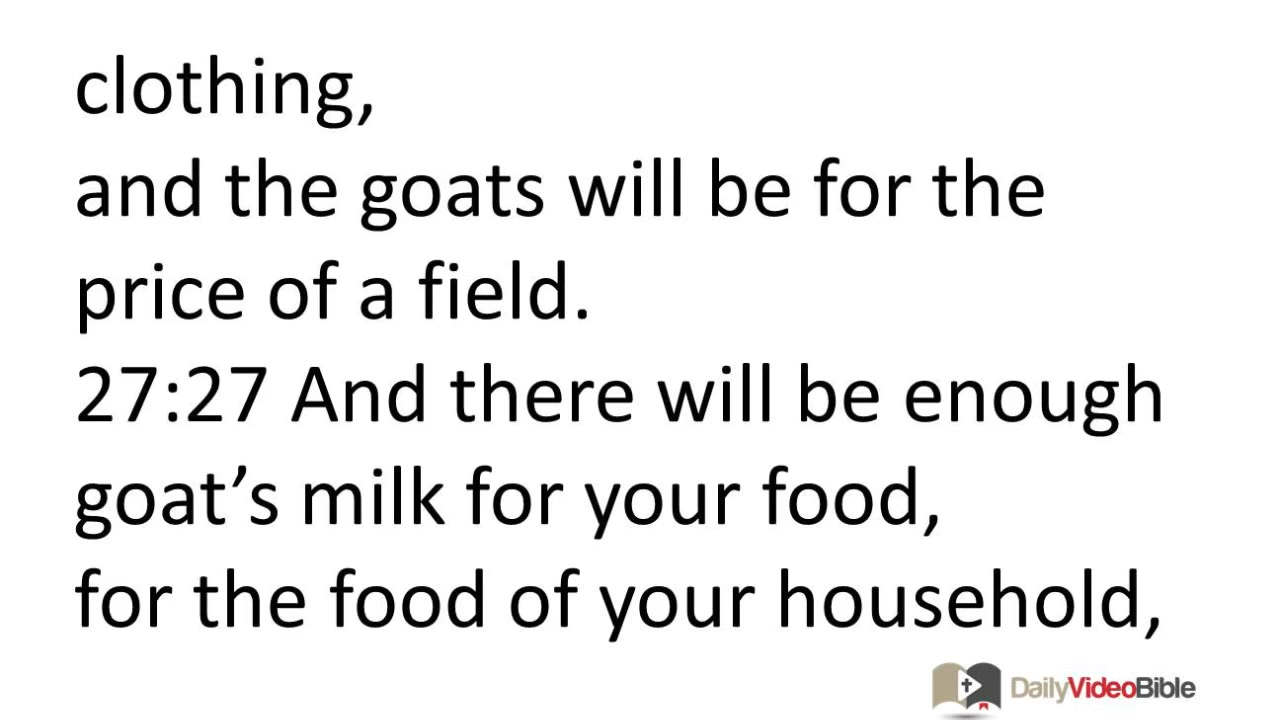 clothing,
and the goats will be for the
price of a field.
27:27 And there will be enough
goat’s milk for your food,
for the food of your household,
DailyVideoBible